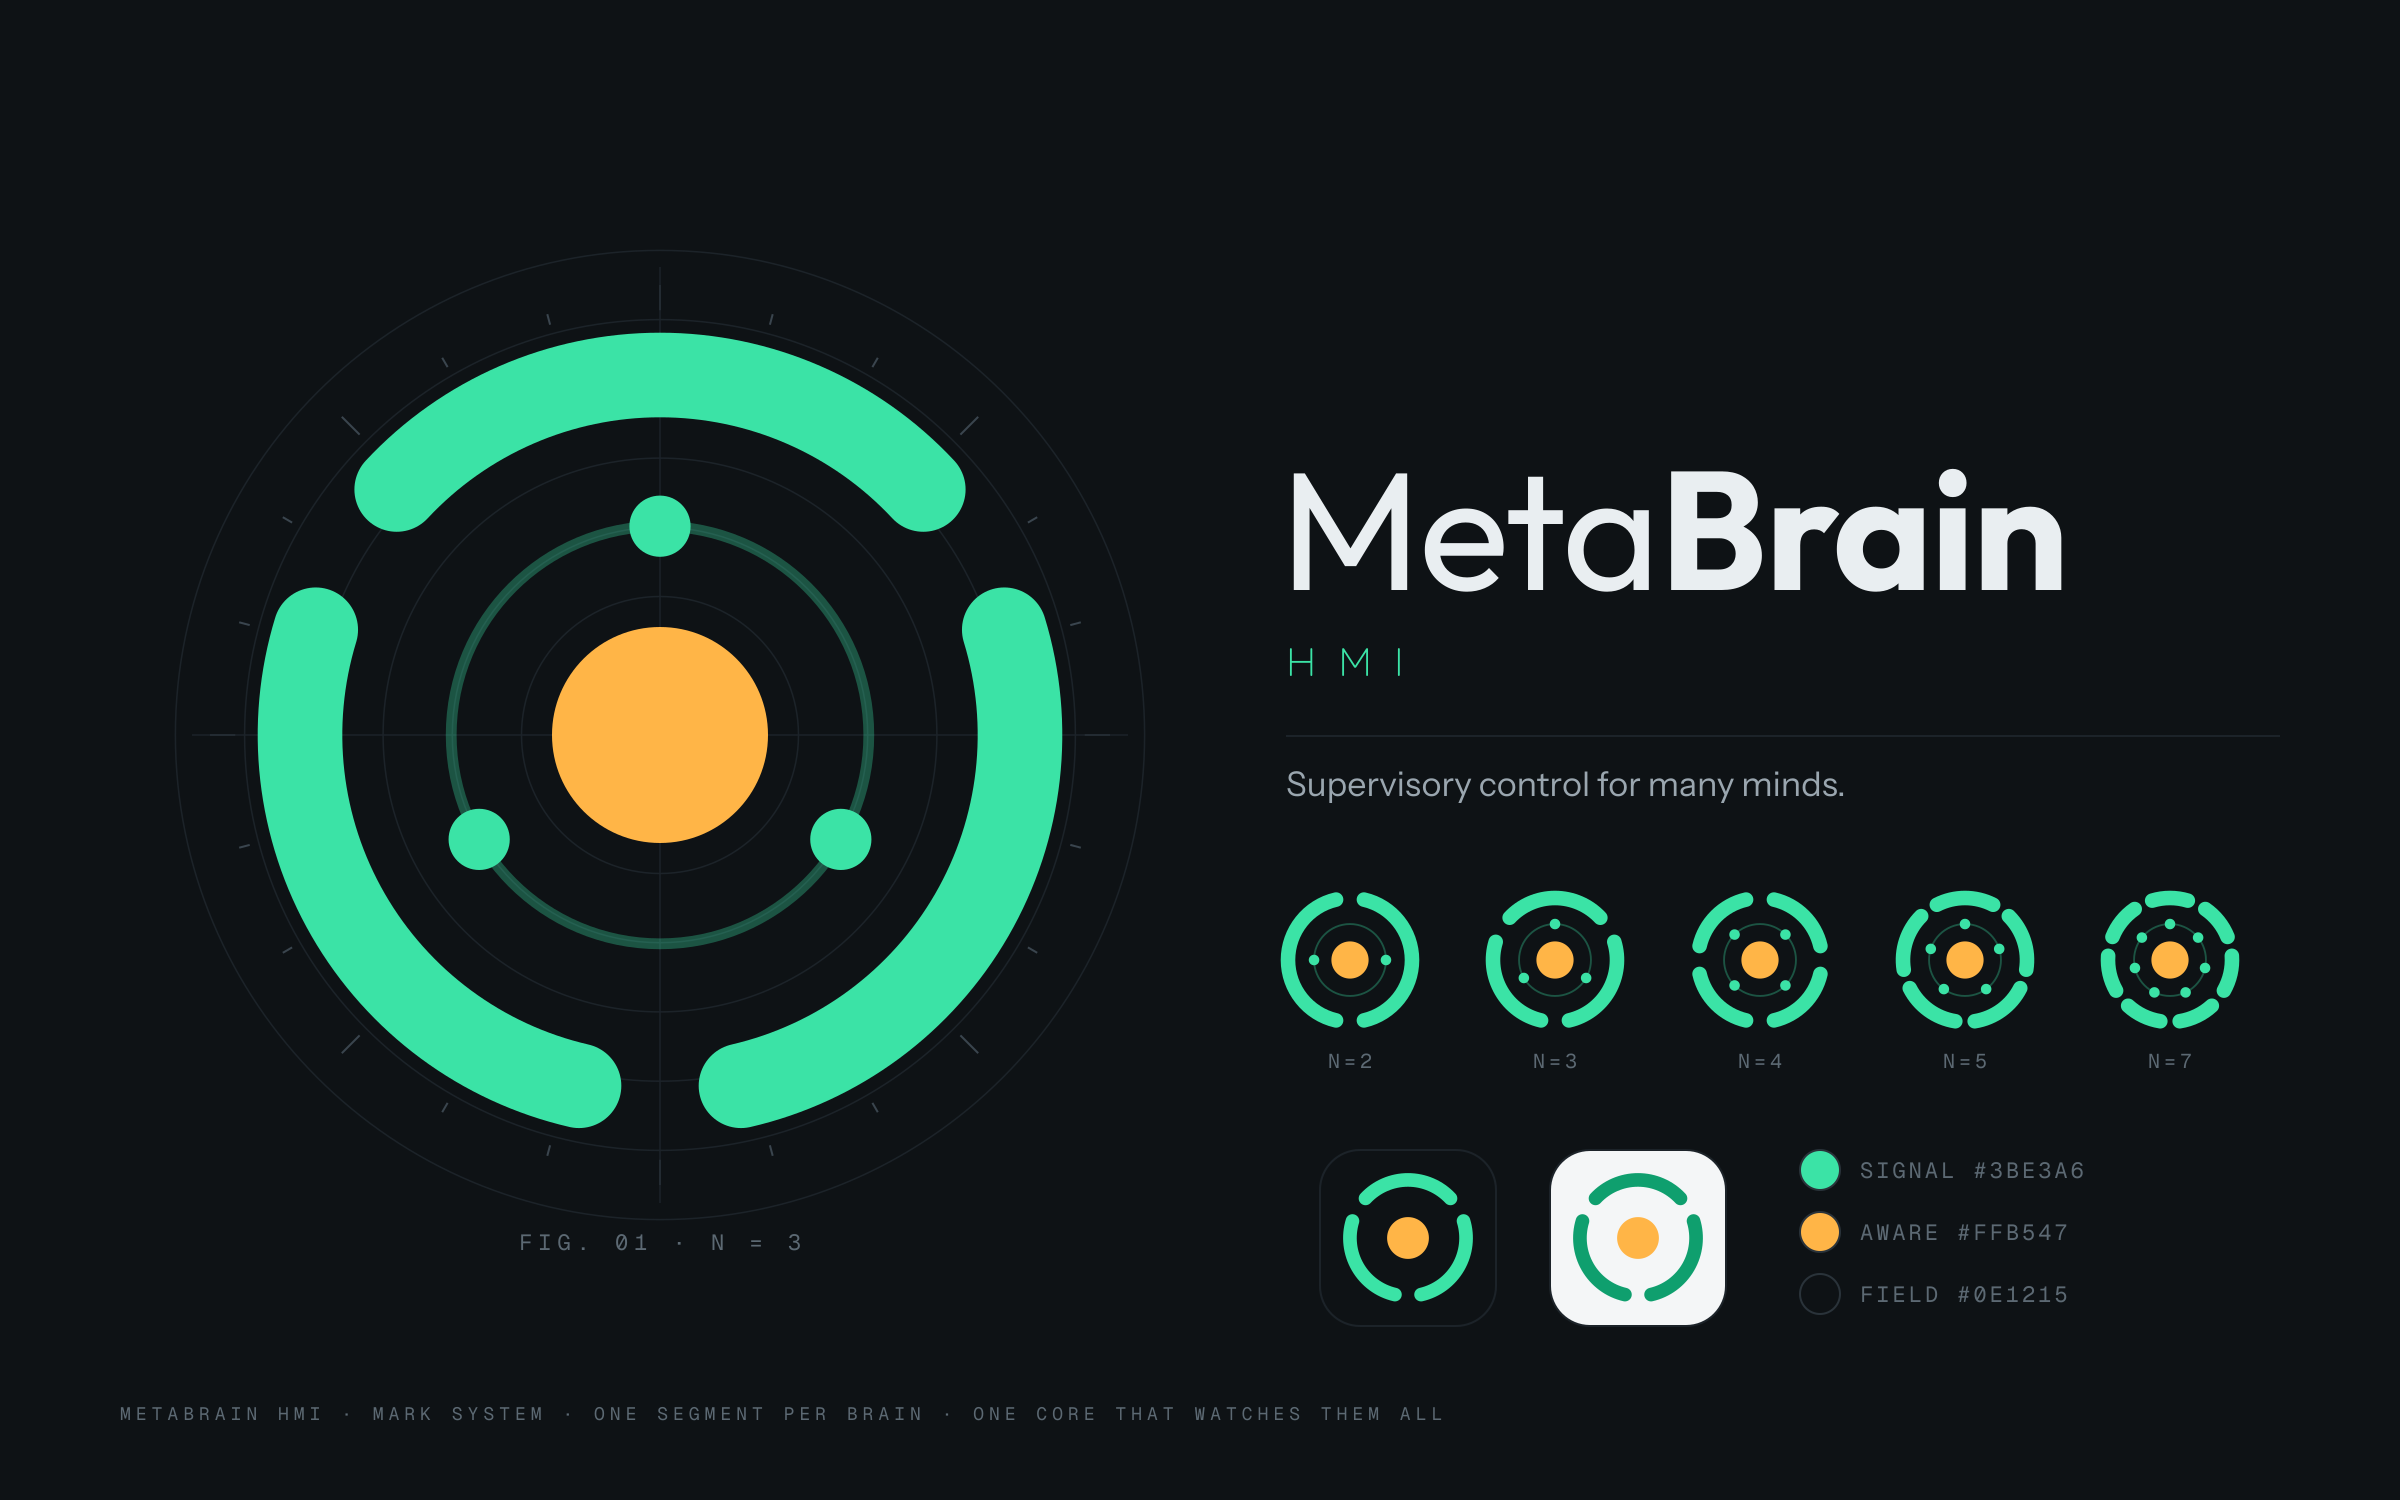 MetaBrain
HMI
Supervisory control for many minds.
N=2 N=3 N=4 N=5 N=7
SIGNAL #3BE3A6
AWARE #FFB547
FIELD #0E1215
FIG. 01 · N = 3
METABRAIN HMI · MARK SYSTEM · ONE SEGMENT PER BRAIN · ONE CORE THAT WATCHES THEM ALL